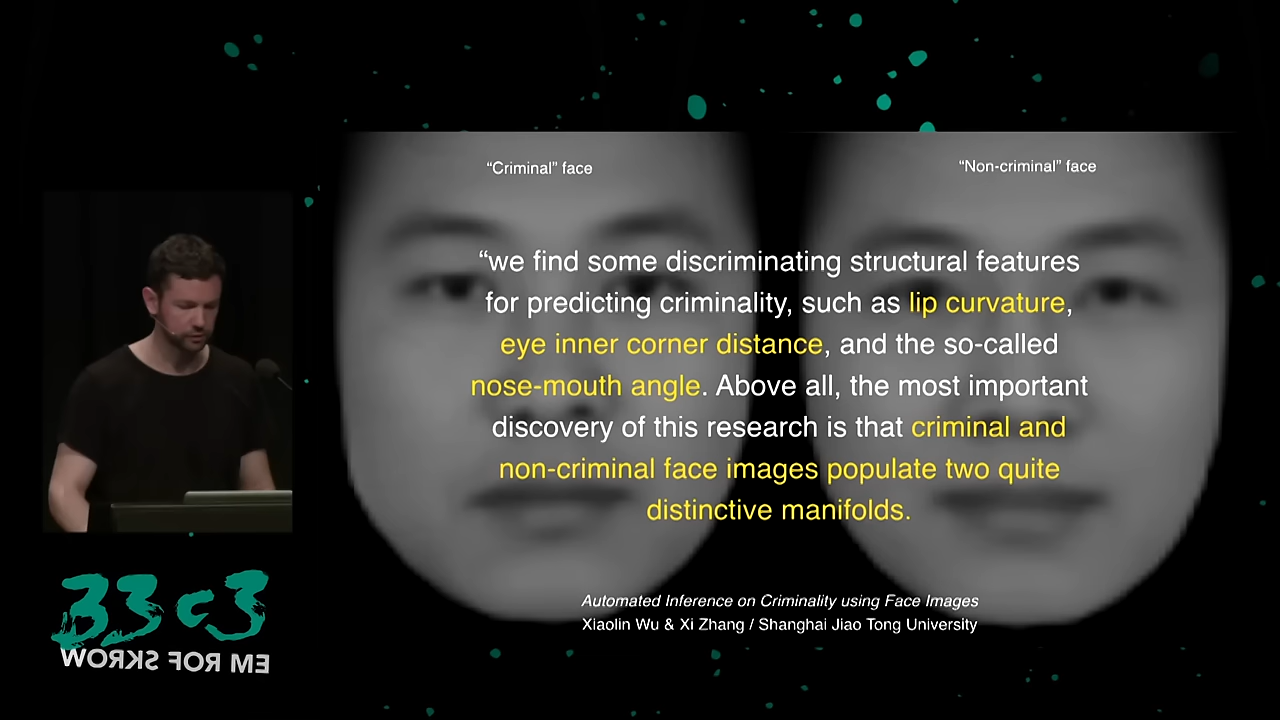 “Criminal” face
“Non-criminal” face
“we find some discriminating structural features
for predicting criminality, such as lip curvature,
eye inner corner distance, and the so-called
nose-mouth angle. Above all, the most important
discovery of this research is that criminal and
non-criminal face images populate two quite
distinctive manifolds.
Automated Inference on Criminality using Face Images
Xiaolin Wu & Xi Zhang / Shanghai Jiao Tong University
33c3
WORKS FOR ME